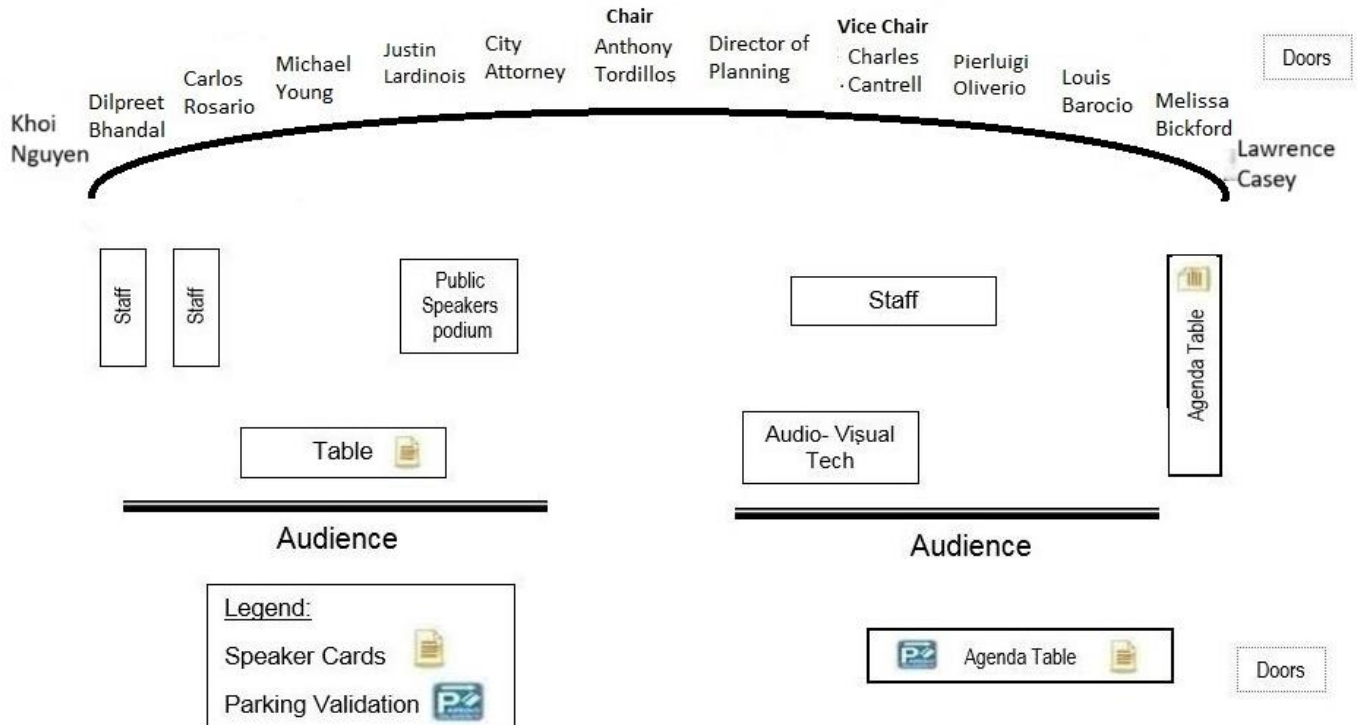 Khoi
Nguyen
Dilpreet
Bhandal
Carlos
Rosario
Michael
Young
Justin
Lardinois
City
Attorney
Chair
Anthony
Tordillos
Director of
Planning
Vice Chair
Charles
Cantrell
Pierluigi
Oliverio
Louis
Barocio
Melissa
Bickford
Lawrence
Casey
Doors
Staff
Staff
Public
Speakers
podium
Staff
Agenda Table
Table
Audio- Visual
Tech
Audience
Audience
Legend:
Speaker Cards
Parking Validation
P
P
Agenda Table
Doors